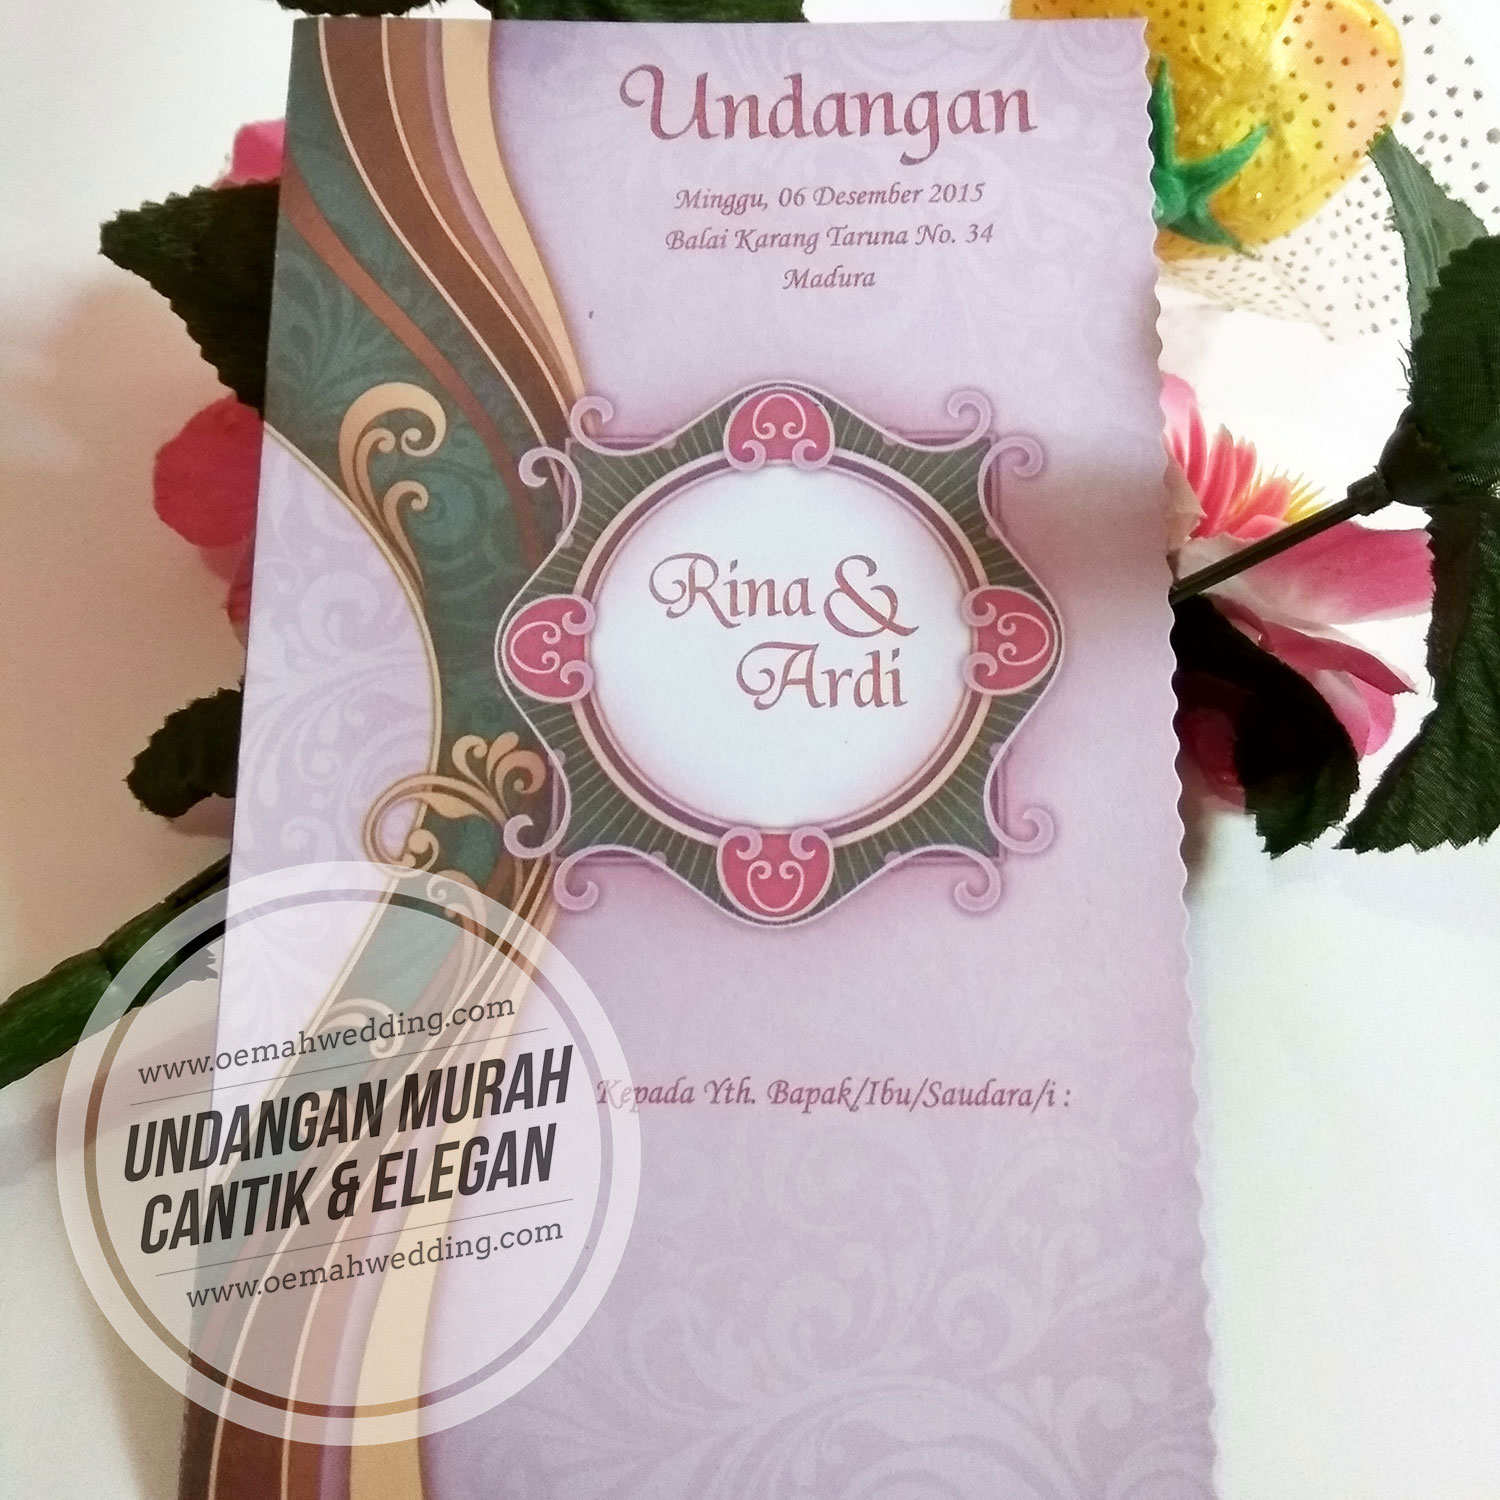 Undangan
Minggu, 06 Desember 2015
Balai Karang Taruna No. 34
Madura
Rina &
Ardi
Kepada Yth. Bapak/Ibu/Saudara/i :
www.oemahwedding.com
UNDANGAN MURAH
CANTIK & ELEGAN
www.oemahwedding.com